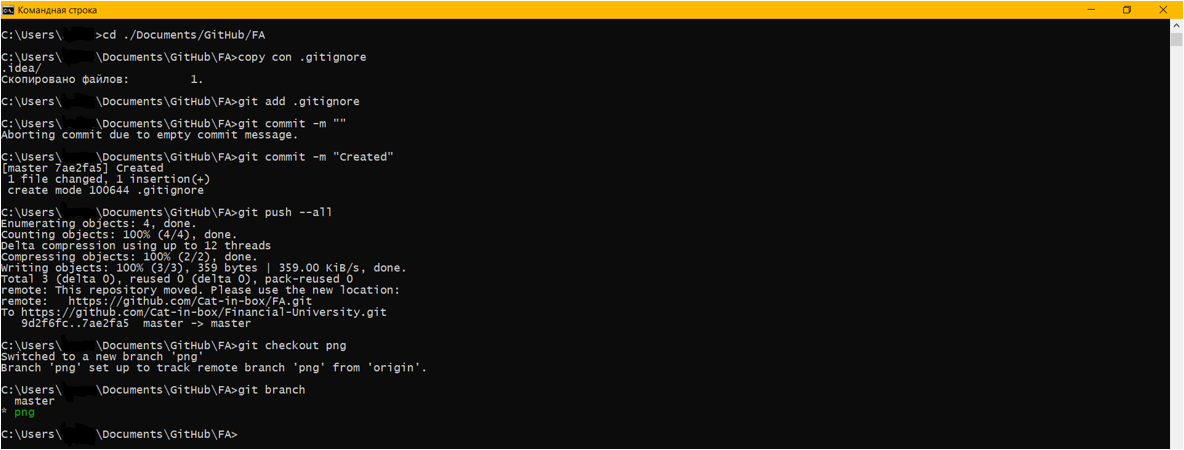 Командная строка
C:\Users\ >cd ./Documents/GitHub/FA
C:\Users\ \Documents\GitHub\FA>copy con .gitignore
.idea/
Скопировано файлов: 1.
C:\Users\ \Documents\GitHub\FA>git add .gitignore
C:\Users\ \Documents\GitHub\FA>git commit -m ""
Aborting commit due to empty commit message.
C:\Users\ \Documents\GitHub\FA>git commit -m "Created"
[master 7ae2fa5] Created
1 file changed, 1 insertion(+)
create mode 100644 .gitignore
C:\Users\ \Documents\GitHub\FA>git push --all
Enumerating objects: 4, done.
Counting objects: 100% (4/4), done.
Delta compression using up to 12 threads
Compressing objects: 100% (2/2), done.
Writing objects: 100% (3/3), 359 bytes | 359.00 KiB/s, done.
Total 3 (delta 0), reused 0 (delta 0), pack-reused 0
remote: This repository moved. Please use the new location:
remote: https://github.com/Cat-in-box/FA.git
To https://github.com/Cat-in-box/Financial-University.git
9d2f6fc..7ae2fa5 master -> master
C:\Users\ \Documents\GitHub\FA>git checkout png
Switched to a new branch 'png'
Branch 'png' set up to track remote branch 'png' from 'origin'.
C:\Users\ \Documents\GitHub\FA>git branch
master
* png
C:\Users\ \Documents\GitHub\FA>